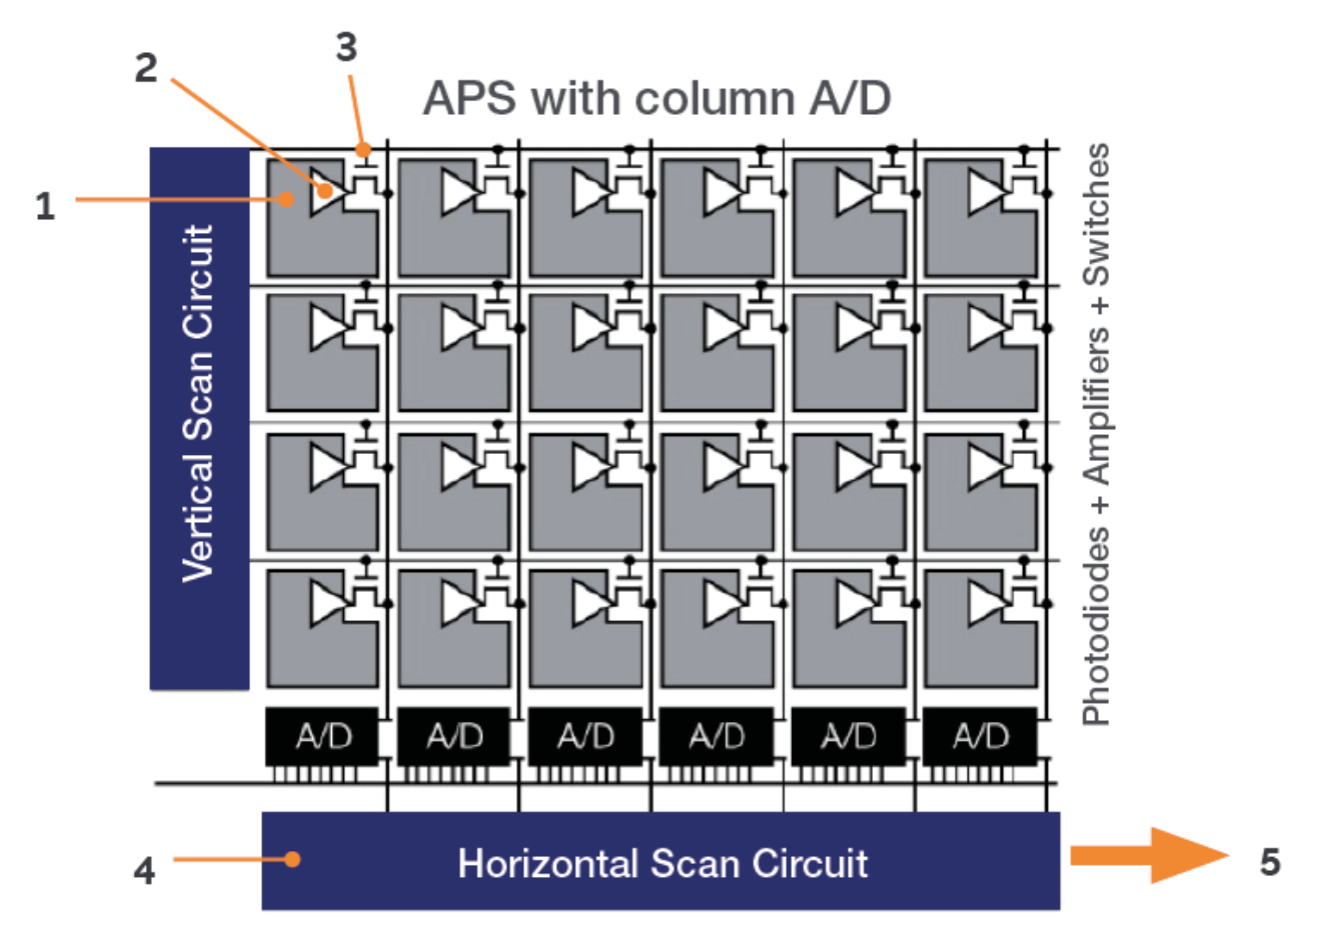 3
2
APS with column A/D
1
Vertical Scan Circuit
Photodiodes + Amplifiers + Switches
A/D A/D A/D A/D A/D A/D
4
Horizontal Scan Circuit
5